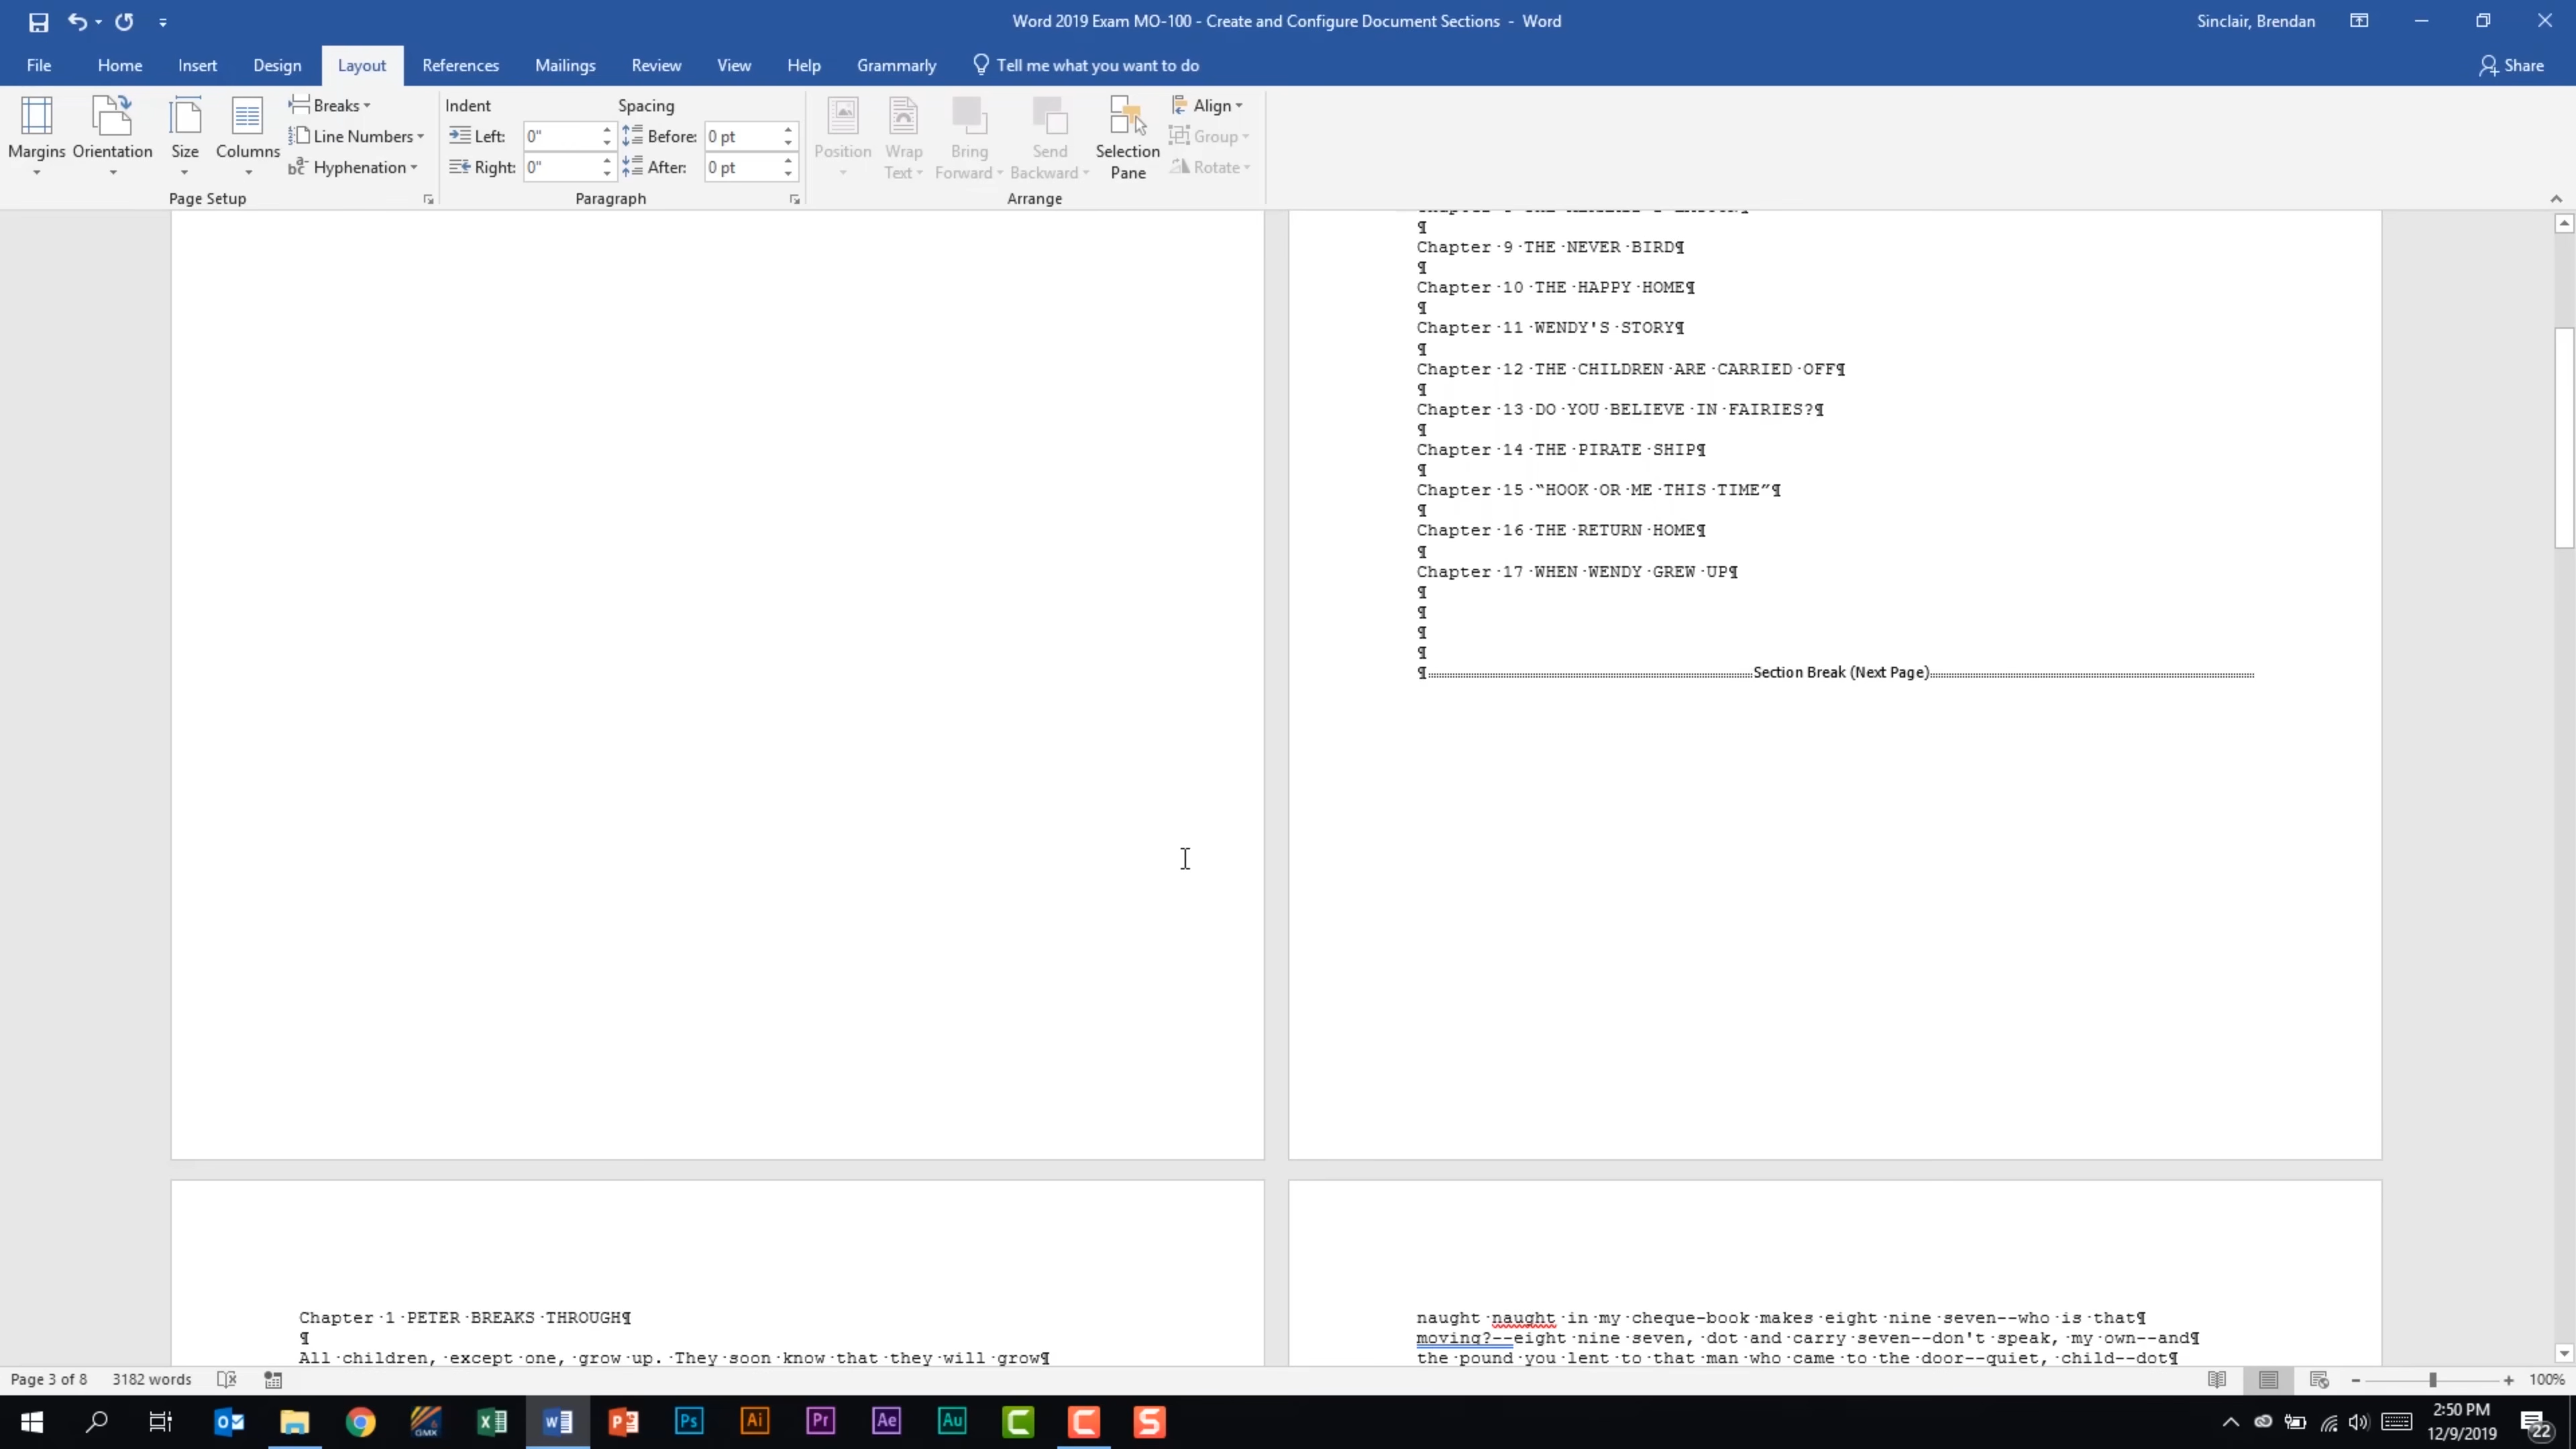 Word 2019 Exam MO-100 - Create and Configure Document Sections - Word
Sinclair, Brendan
File Home Insert Design Layout References Mailings Review View Help Grammarly Tell me what you want to do Share
Margins Orientation Size Columns
Breaks
Line Numbers
Hyphenation
Page Setup
Indent Spacing
Left: 0" Before: 0 pt
Right: 0" After: 0 pt
Paragraph
Position Wrap Text Bring Forward Send Backward Selection Pane
Align
Group
Rotate
Arrange
¶
Chapter·9·THE·NEVER·BIRD¶
¶
Chapter·10·THE·HAPPY·HOME¶
¶
Chapter·11·WENDY'S·STORY¶
¶
Chapter·12·THE·CHILDREN·ARE·CARRIED·OFF¶
¶
Chapter·13·DO·YOU·BELIEVE·IN·FAIRIES?¶
¶
Chapter·14·THE·PIRATE·SHIP¶
¶
Chapter·15·“HOOK·OR·ME·THIS·TIME”¶
¶
Chapter·16·THE·RETURN·HOME¶
¶
Chapter·17·WHEN·WENDY·GREW·UP¶
¶
¶
¶
¶
¶Section Break (Next Page)
Chapter·1·PETER·BREAKS·THROUGH¶
¶
All·children,·except·one,·grow·up.·They·soon·know·that·they·will·grow¶
naught·naught·in·my·cheque-book·makes·eight·nine·seven--who·is·that¶
moving?--eight·nine·seven,·dot·and·carry·seven--don't·speak,·my·own--and¶
the·pound·you·lent·to·that·man·who·came·to·the·door--quiet,·child--dot¶
Page 3 of 8 3182 words 100%
GMX Ps Ai Pr Ae Au
2:50 PM
12/9/2019
22